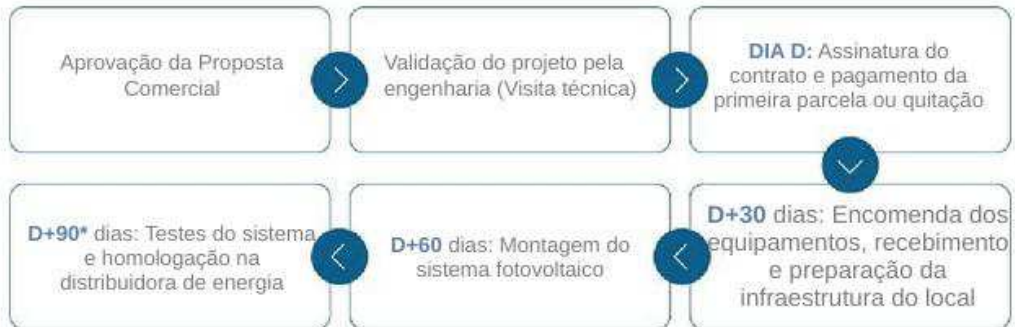 Aprovação da Proposta
Comercial
Validação do projeto pela
engenharia (Visita técnica)
DIA D: Assinatura do
contrato e pagamento da
primeira parcela ou quitação
D+30 dias: Encomenda dos
equipamentos, recebimento
e preparação da
infraestrutura do local
D+60 dias: Montagem do
sistema fotovoltaico
D+90* dias: Testes do sistema
e homologação na
distribuidora de energia